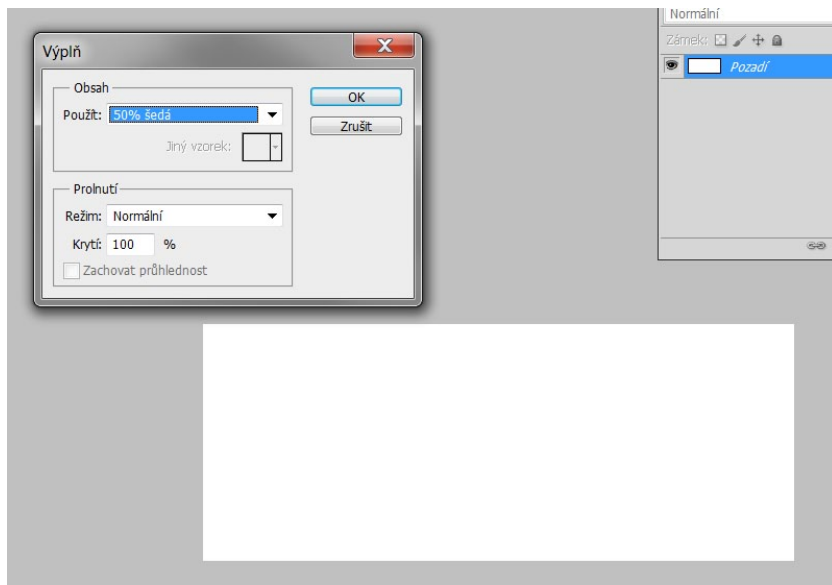 Výplň
Obsah
Použít: 50% šedá
Jiný vzorek:
OK
Zrušit
Prolnutí
Režim: Normální
Krytí: 100 %
Zachovat průhlednost
Normální
Zámek:
Pozadí